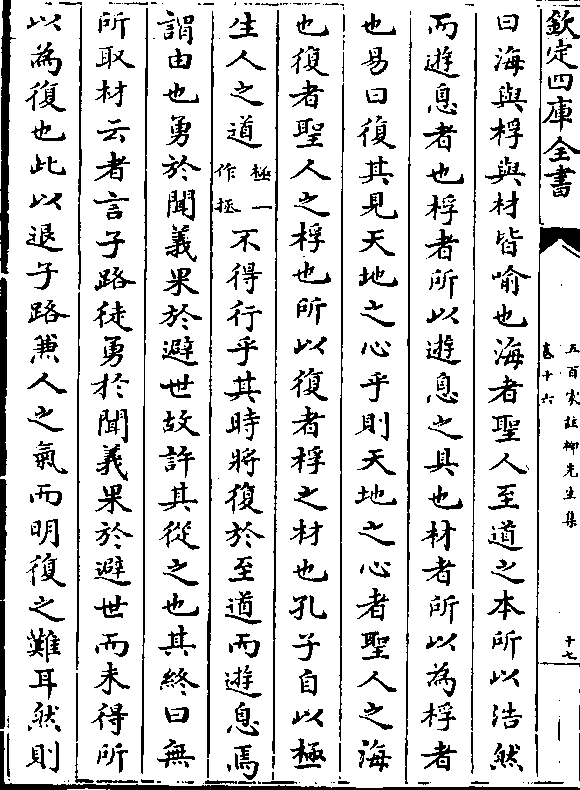 欽定四庫全書
五百家註柳先生集
卷十六
十七
曰海與桴與材皆喻也海者聖人至道之本所以浩然
而遊息者也桴者所以遊息之具也材者所以為桴者
也易曰復其見天地之心乎則天地之心者聖人之海
也復者聖人之桴也所以復者桴之材也孔子自以極
生人之道極一作拯不得行乎其時將復於至道而遊息焉
謂由也勇於聞義果於避世故許其從之也其終曰無
所取材云者言子路徒勇於聞義果於避世而未得所
以為復也此以退子路兼人之氣而明復之難耳然則